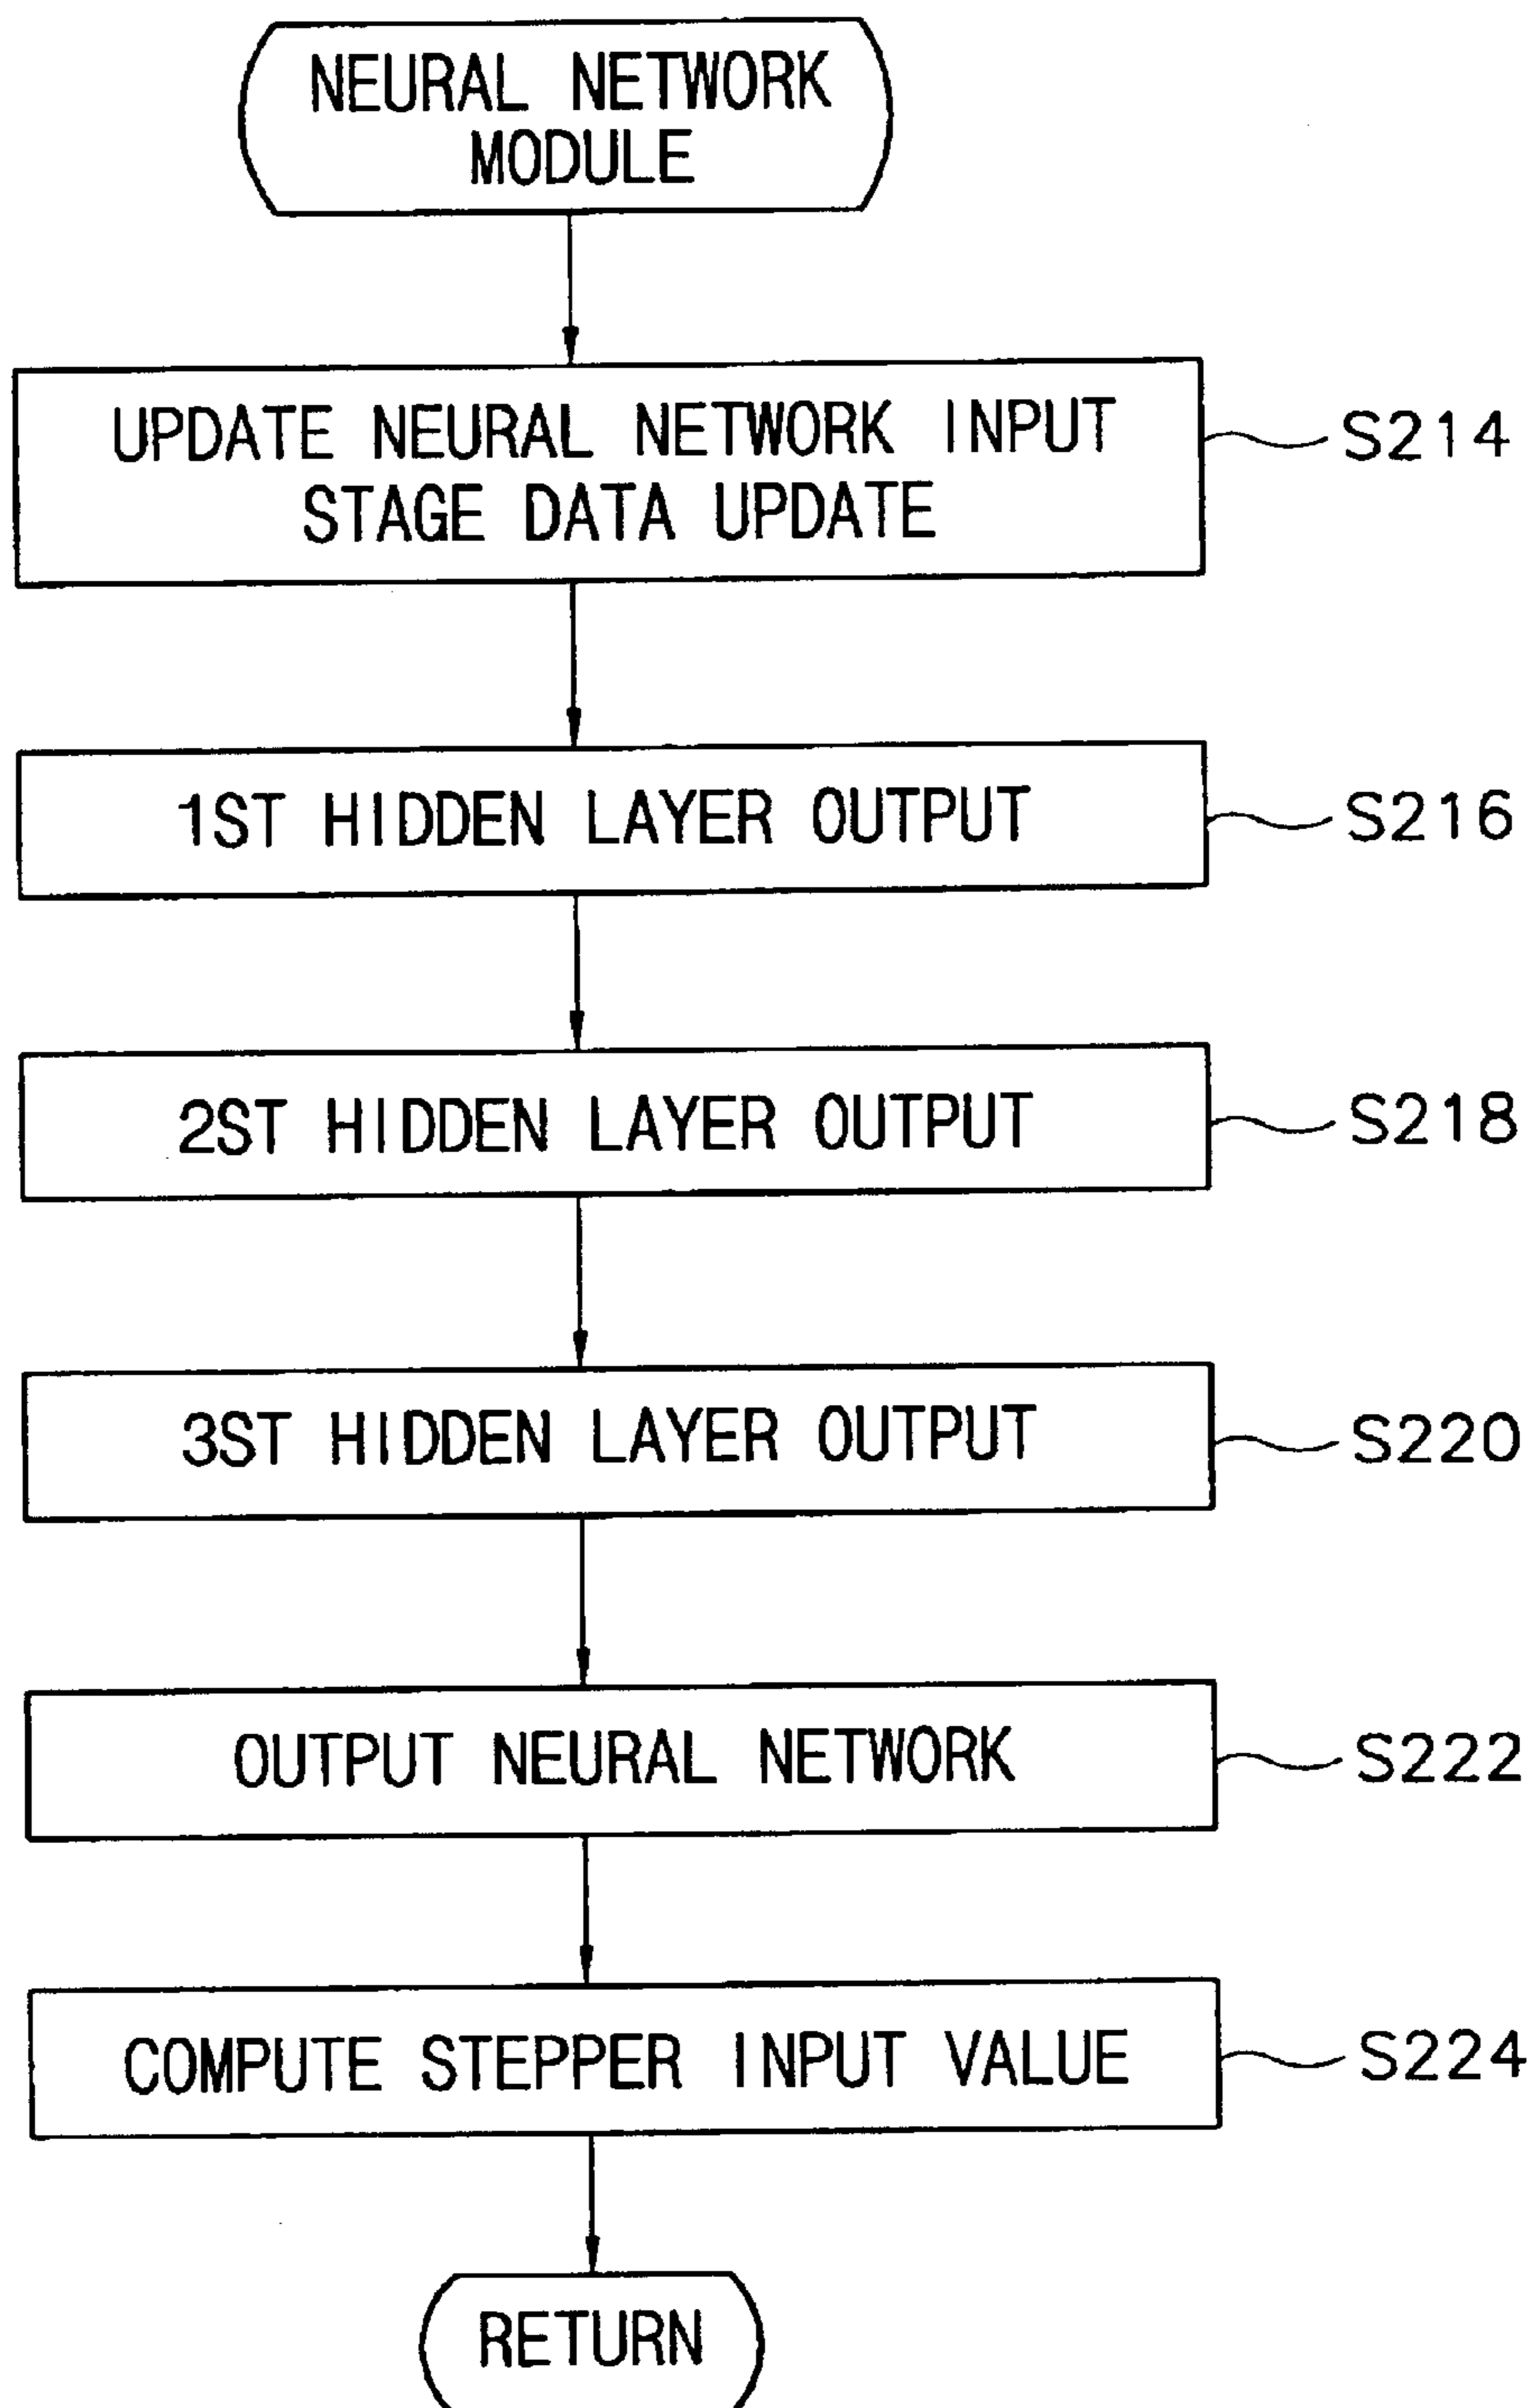 NEURAL NETWORK
MODULE
UPDATE NEURAL NETWORK INPUT
STAGE DATA UPDATE
S214
1ST HIDDEN LAYER OUTPUT
S216
2ST HIDDEN LAYER OUTPUT
S218
3ST HIDDEN LAYER OUTPUT
S220
OUTPUT NEURAL NETWORK
S222
COMPUTE STEPPER INPUT VALUE
S224
RETURN